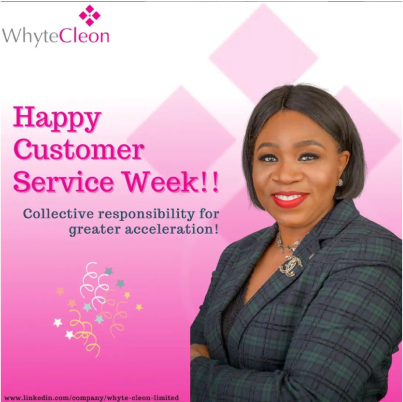 WhyteCleon
Happy
Customer
Service Week!!
Collective responsibility for
greater acceleration!
www.linkedin.com/company/whyte-cleon-limited